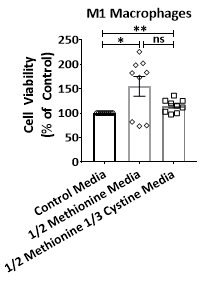 M1 Macrophages
**
* ns
Cell Viability
(% of Control)
250
200
150
100
50
0
Control Media
1/2 Methionine Media
1/2 Methionine 1/3 Cystine Media